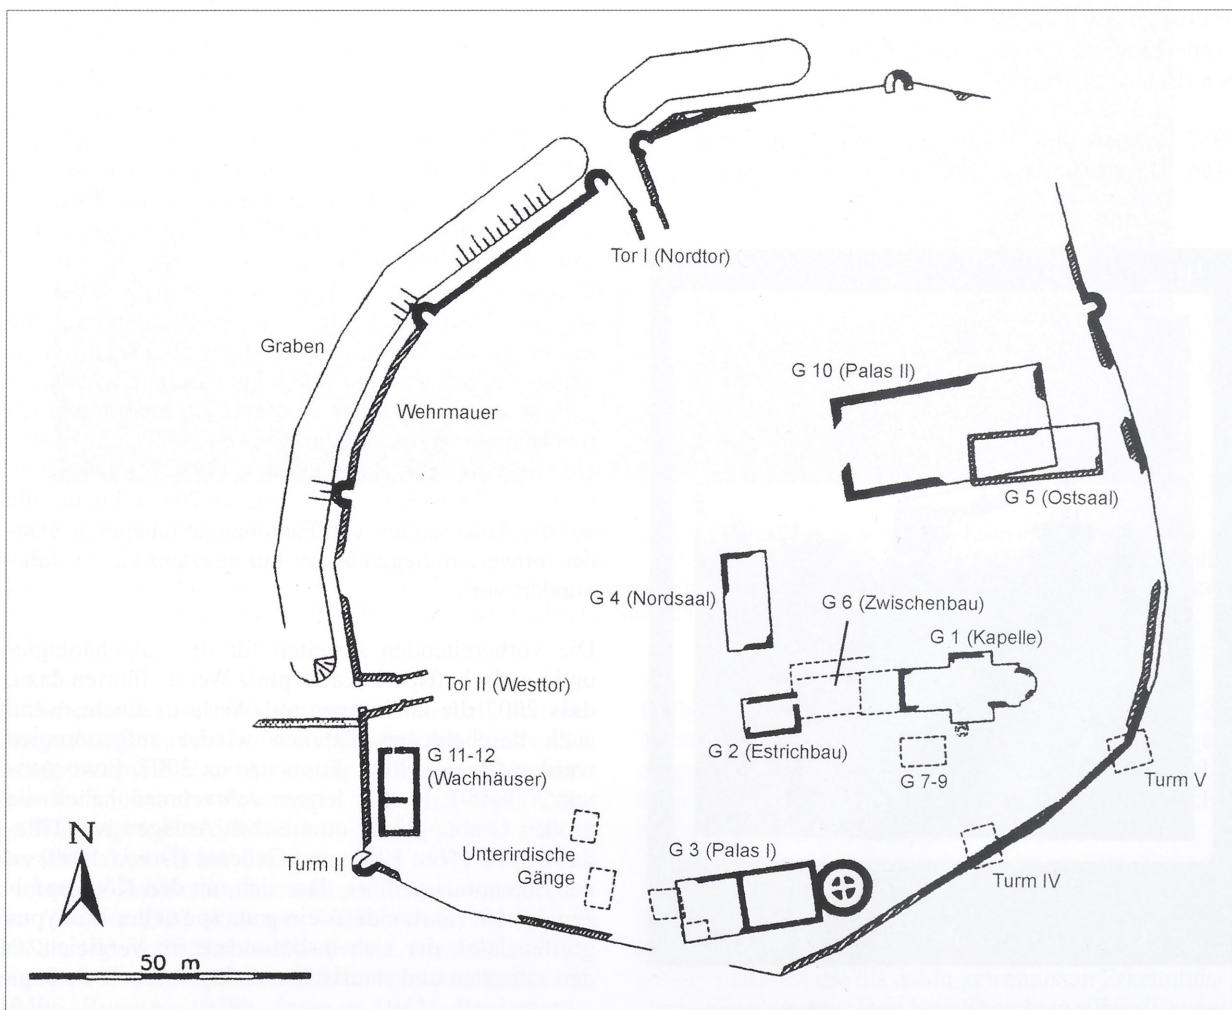 Tor I (Nordtor)
Graben
G 10 (Palas II)
Wehrmauer
G 5 (Ostsaal)
G 4 (Nordsaal)
G 6 (Zwischenbau)
G 1 (Kapelle)
Tor II (Westtor)
G 2 (Estrichbau)
G 11-12
(Wachhäuser)
G 7-9
Turm V
N
Turm II
Unterirdische
Gänge
G 3 (Palas I)
Turm IV
50 m